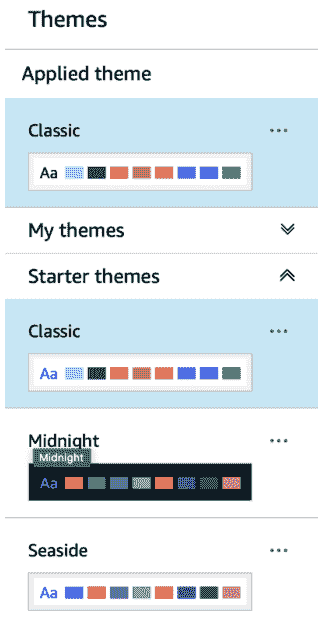 Themes
Applied theme
Classic
Aa
My themes
Starter themes
Classic
Aa
Midnight
Midnight
Aa
Seaside
Aa